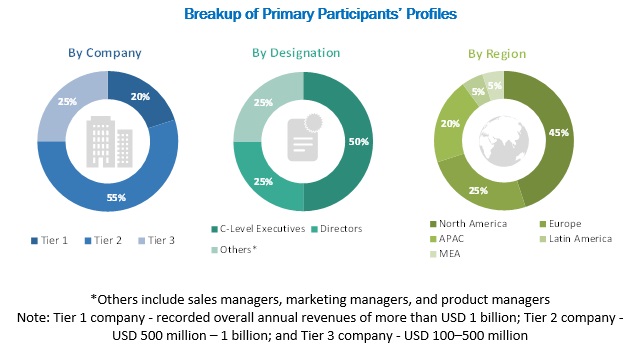 Breakup of Primary Participants’ Profiles
By Company
By Designation
By Region
20%
55%
25%
Tier 1
Tier 2
Tier 3
50%
25%
25%
C-Level Executives
Directors
Others*
45%
25%
20%
5%
5%
North America
Europe
APAC
Latin America
MEA
*Others include sales managers, marketing managers, and product managers
Note: Tier 1 company - recorded overall annual revenues of more than USD 1 billion; Tier 2 company -
USD 500 million – 1 billion; and Tier 3 company - USD 100–500 million